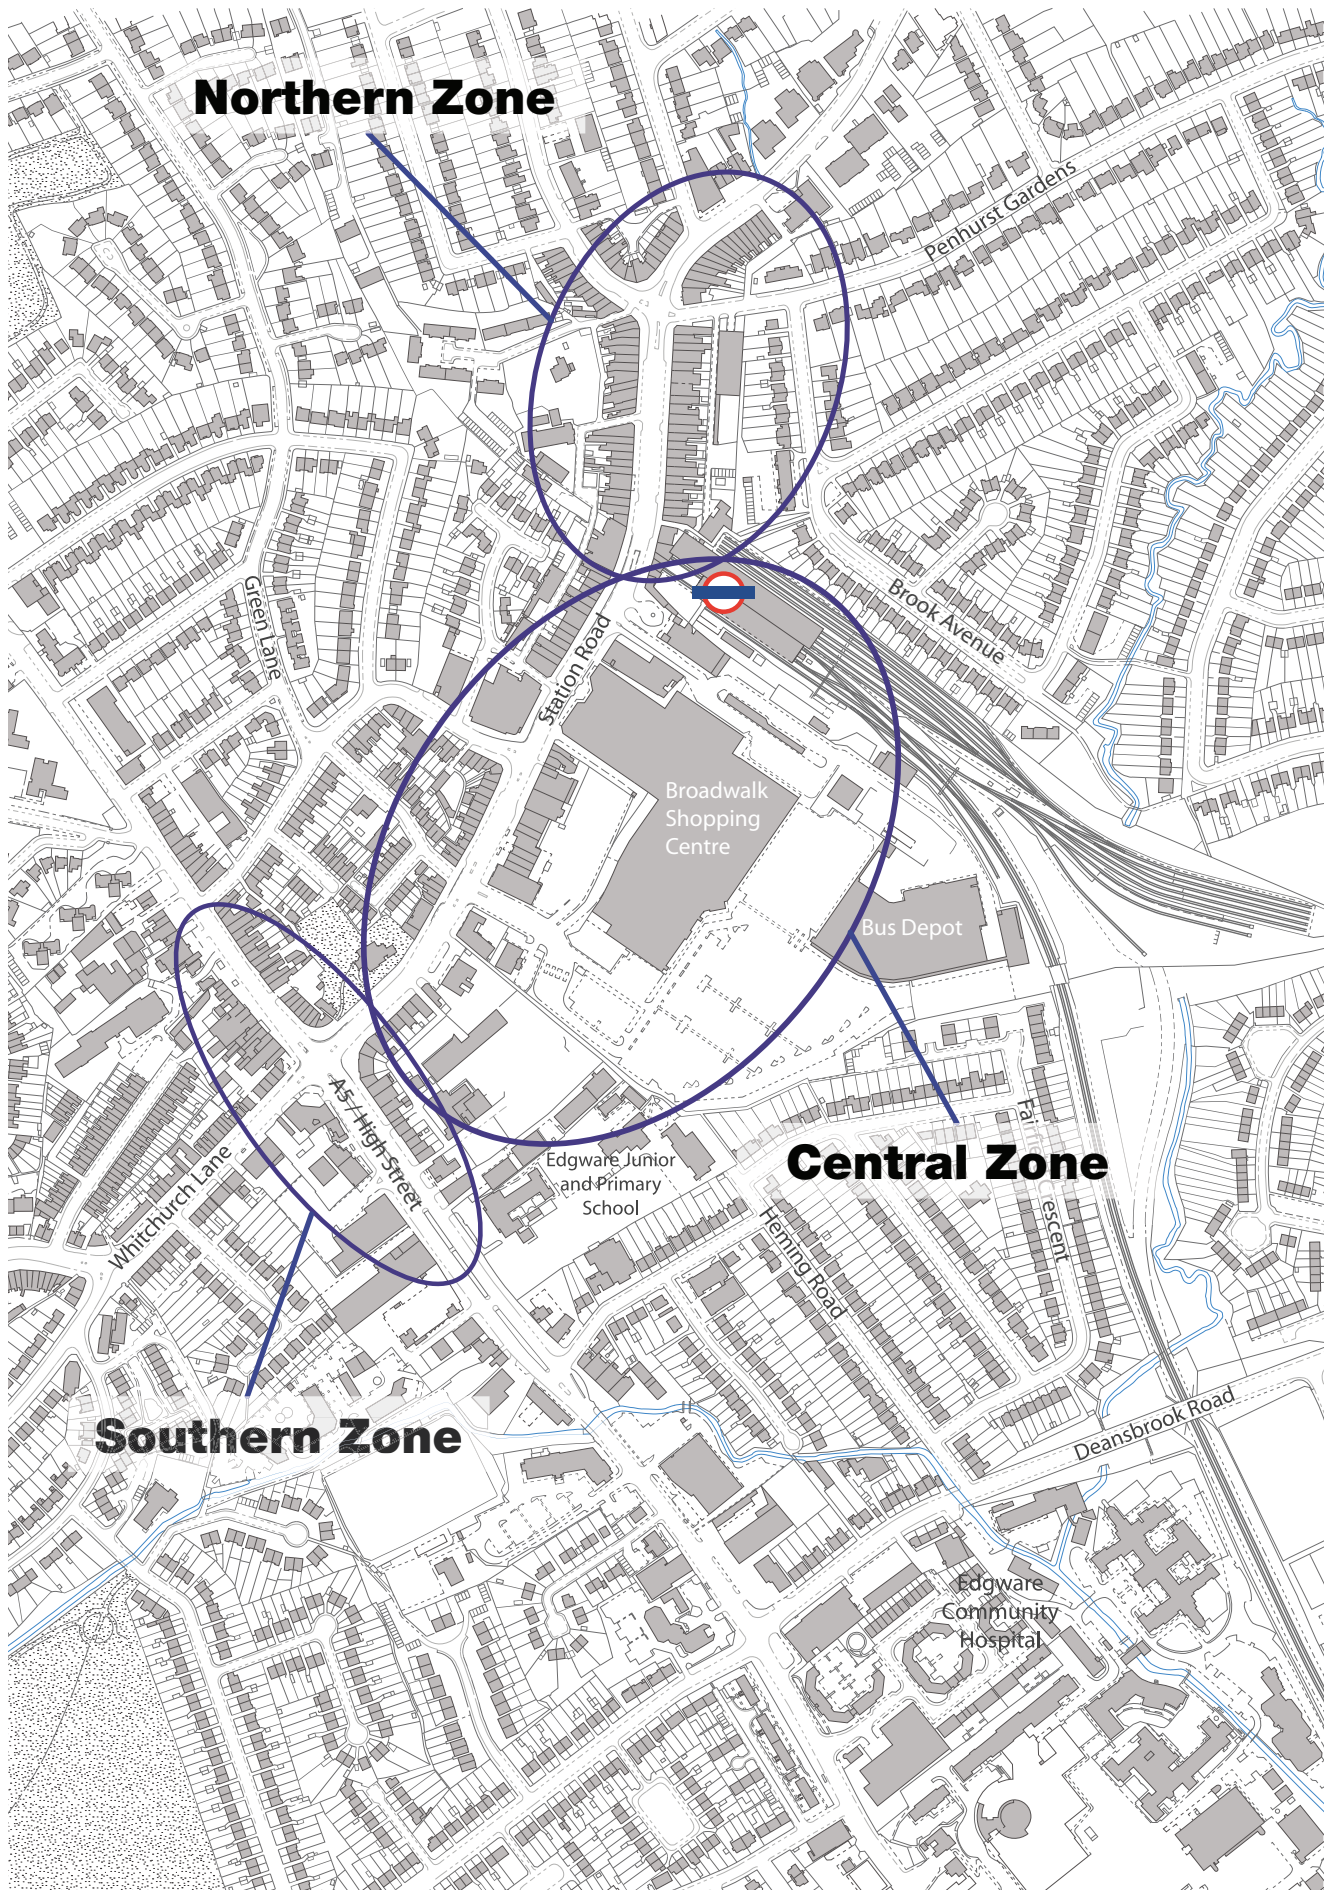 Northern Zone
Penhurst Gardens
Green Lane
Brook Avenue
Station Road
Broadwalk
Shopping
Centre
Bus Depot
A5 / High Street
Whitchurch Lane
Edgware Junior
and Primary
School
Central Zone
Heming Road
escent
Southern Zone
Deansbrook Road
Edgware
Community
Hospital